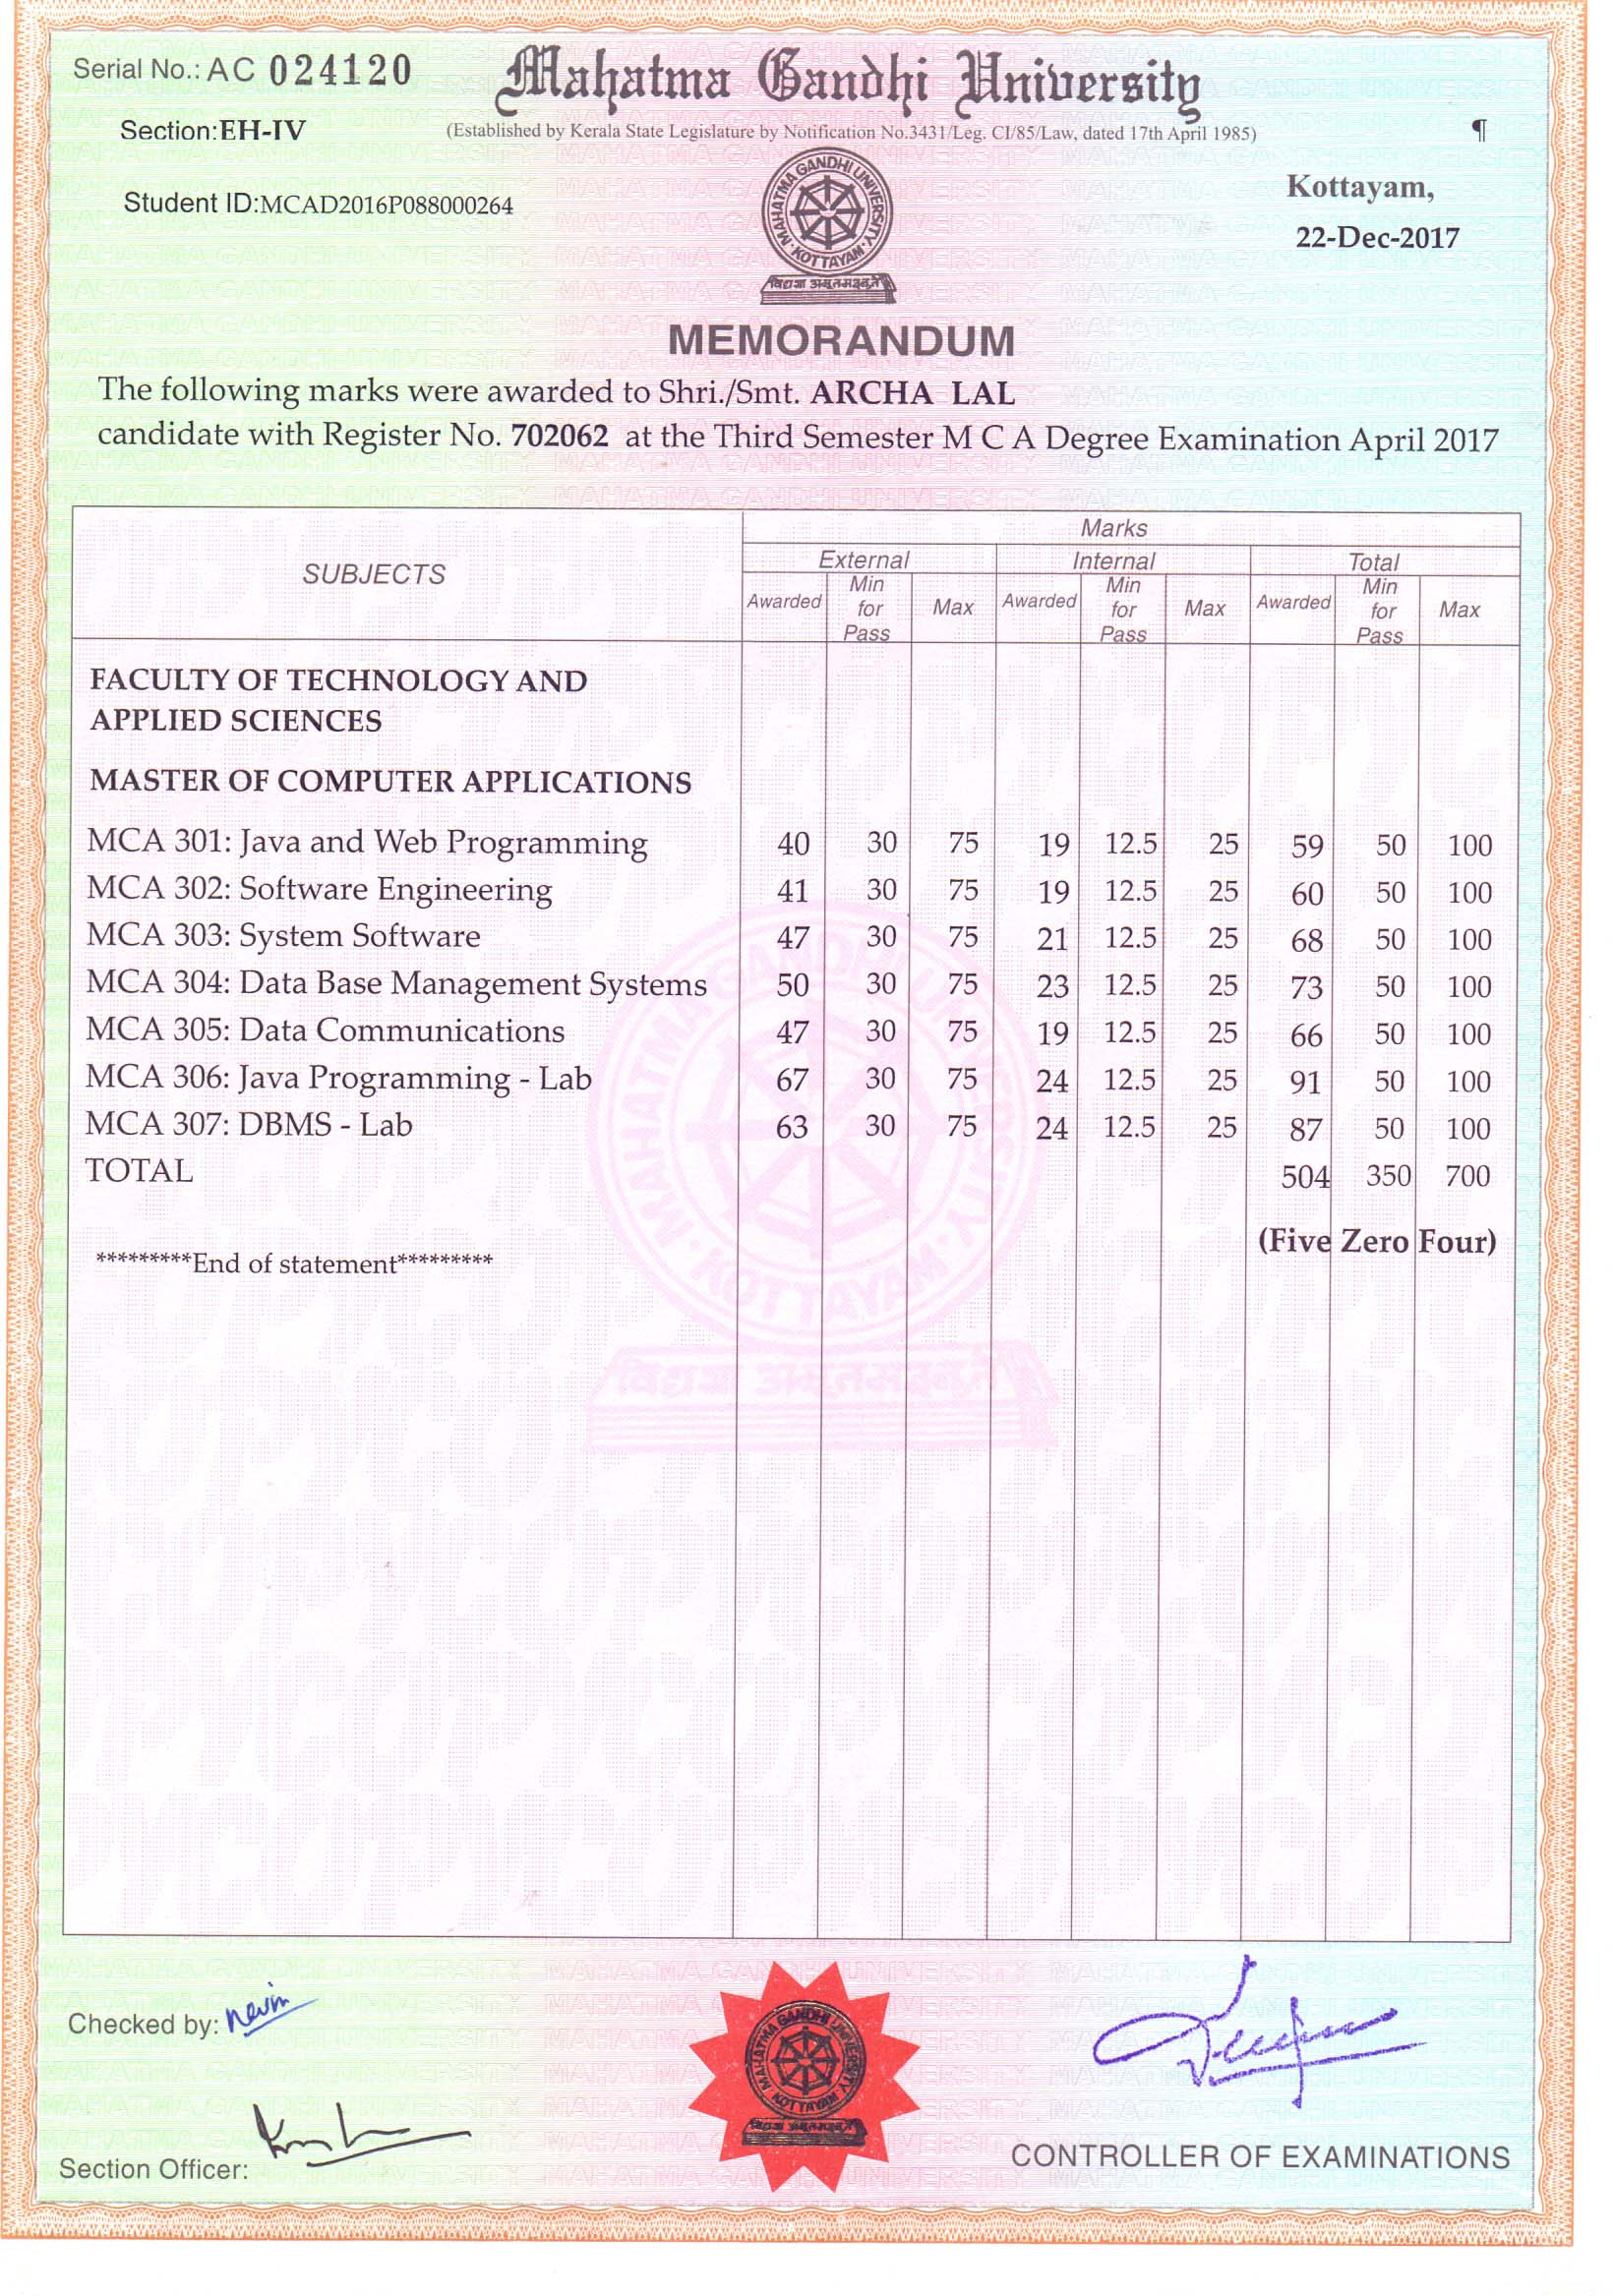 Serial No.: AC 024120
Mahatma Gandhi University
Section:EH-IV
(Established by Kerala State Legislature by Notification No.3431/Leg. CI/85/Law, dated 17th April 1985)
¶
Student ID:MCAD2016P088000264
MAHATMA GANDHI UNIVERSITY
KOTTAYAM
Kottayam,
22-Dec-2017
MEMORANDUM
The following marks were awarded to Shri./Smt. ARCHA LAL
candidate with Register No. 702062 at the Third Semester M C A Degree Examination April 2017
SUBJECTS
Marks
External Internal Total
Awarded Min for Pass Max Awarded Min for Pass Max Awarded Min for Pass Max
FACULTY OF TECHNOLOGY AND
APPLIED SCIENCES
MASTER OF COMPUTER APPLICATIONS
MCA 301: Java and Web Programming 40 30 75 19 12.5 25 59 50 100
MCA 302: Software Engineering 41 30 75 19 12.5 25 60 50 100
MCA 303: System Software 47 30 75 21 12.5 25 68 50 100
MCA 304: Data Base Management Systems 50 30 75 23 12.5 25 73 50 100
MCA 305: Data Communications 47 30 75 19 12.5 25 66 50 100
MCA 306: Java Programming - Lab 67 30 75 24 12.5 25 91 50 100
MCA 307: DBMS - Lab 63 30 75 24 12.5 25 87 50 100
TOTAL 504 350 700
(Five Zero Four)
*********End of statement*********
Checked by: Nevin
MAHATMA GANDHI UNIVERSITY
KOTTAYAM
Section Officer:
CONTROLLER OF EXAMINATIONS